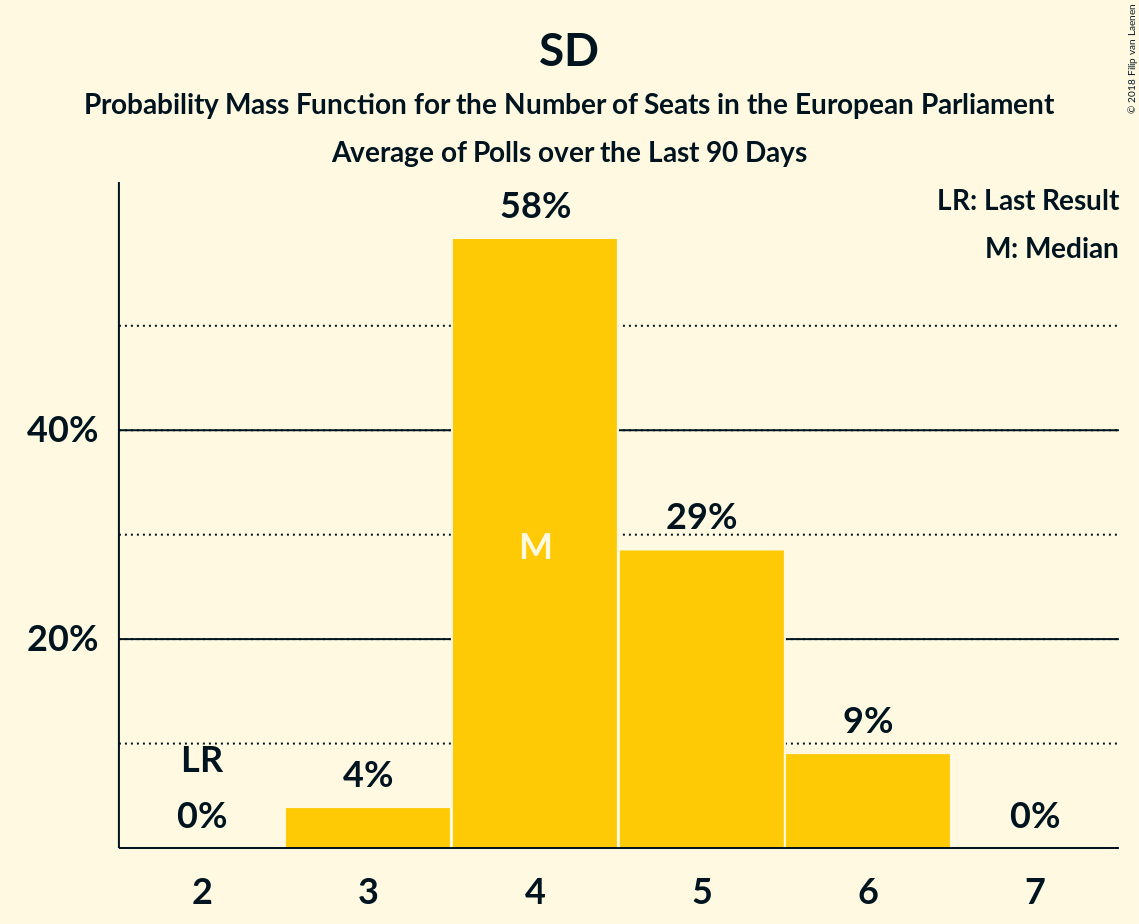 SD
Probability Mass Function for the Number of Seats in the European Parliament
Average of Polls over the Last 90 Days
© 2018 Filip van Laenen
LR: Last Result
M: Median
58%
40%
29%
M
20%
9%
LR
4%
0%
0%
2 3 4 5 6 7